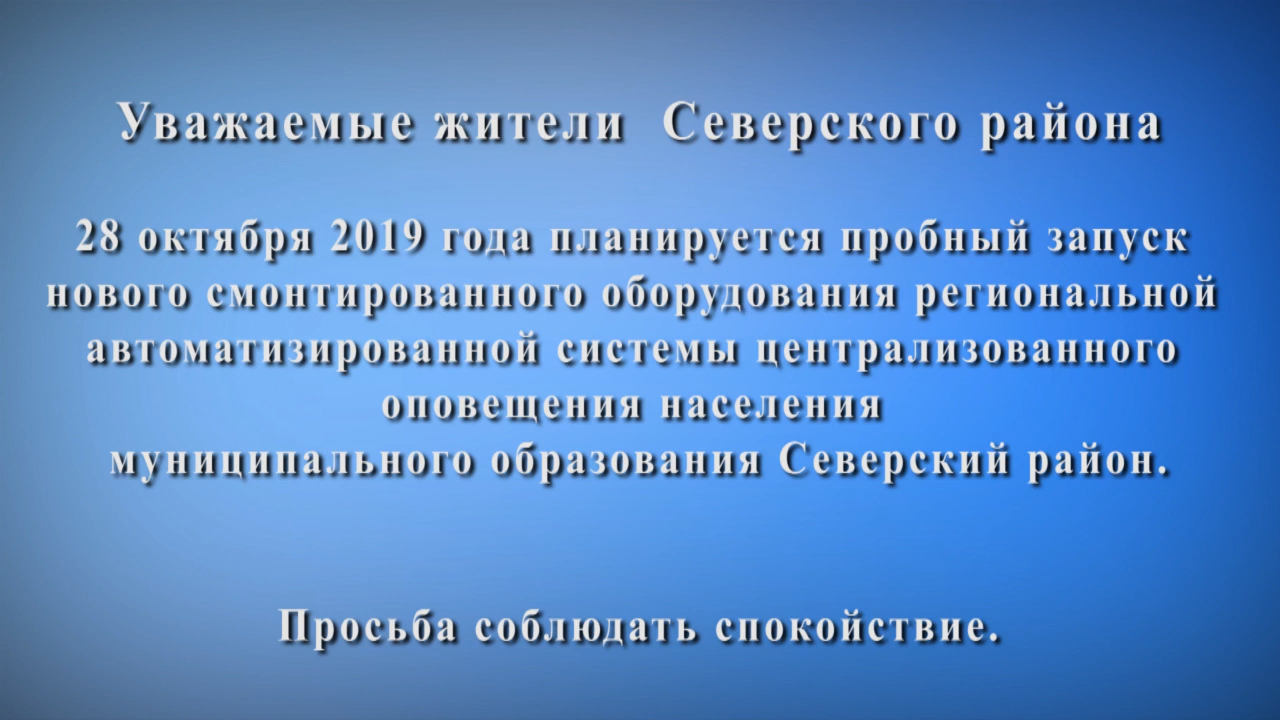 Уважаемые жители Северского района
28 октября 2019 года планируется пробный запуск
нового смонтированного оборудования региональной
автоматизированной системы централизованного
оповещения населения
муниципального образования Северский район.
Просьба соблюдать спокойствие.